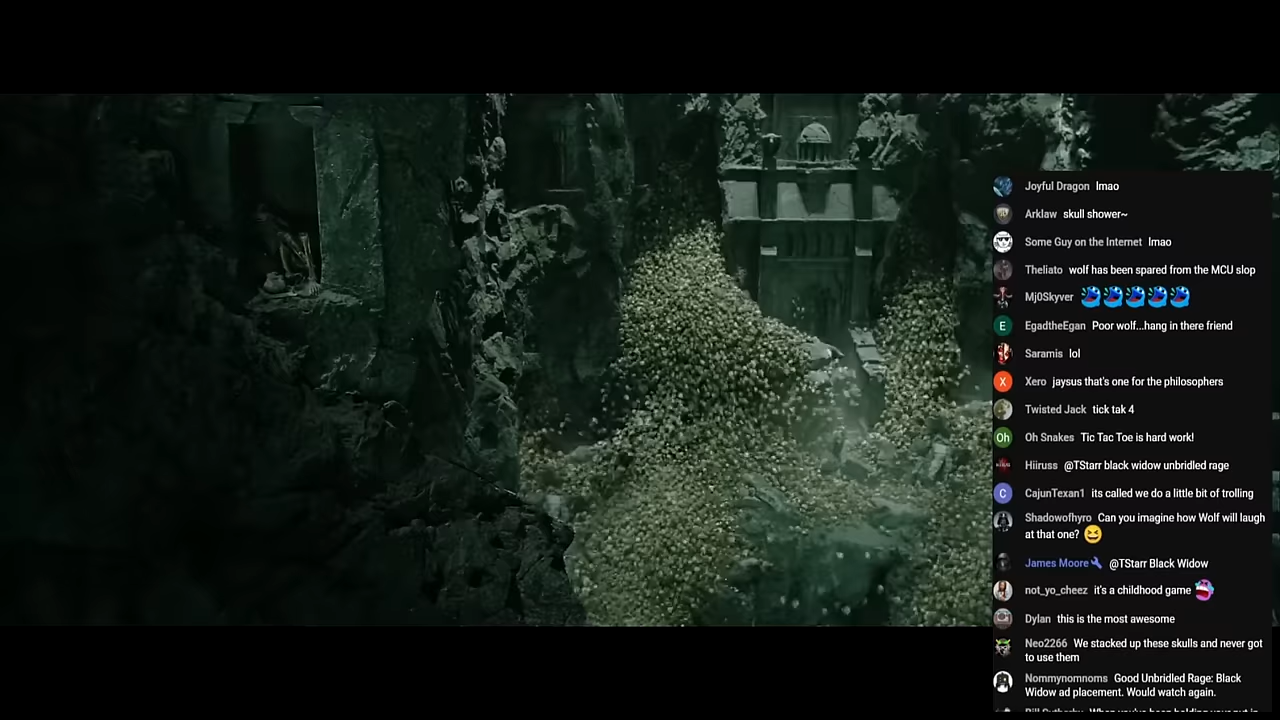 Joyful Dragon lmao
Arklaw skull shower~
Some Guy on the Internet lmao
Theliato wolf has been spared from the MCU slop
Mj0Skyver
E EgadtheEgan Poor wolf...hang in there friend
Saramis lol
X Xero jaysus that's one for the philosophers
Twisted Jack tick tak 4
Oh Oh Snakes Tic Tac Toe is hard work!
Hiiruss @TStarr black widow unbridled rage
C CajunTexan1 its called we do a little bit of trolling
Shadowofhyro Can you imagine how Wolf will laugh
at that one?
James Moore @TStarr Black Widow
not_yo_cheez it's a childhood game
Dylan this is the most awesome
Neo2266 We stacked up these skulls and never got
to use them
Nommynomnoms Good Unbridled Rage: Black
Widow ad placement. Would watch again.